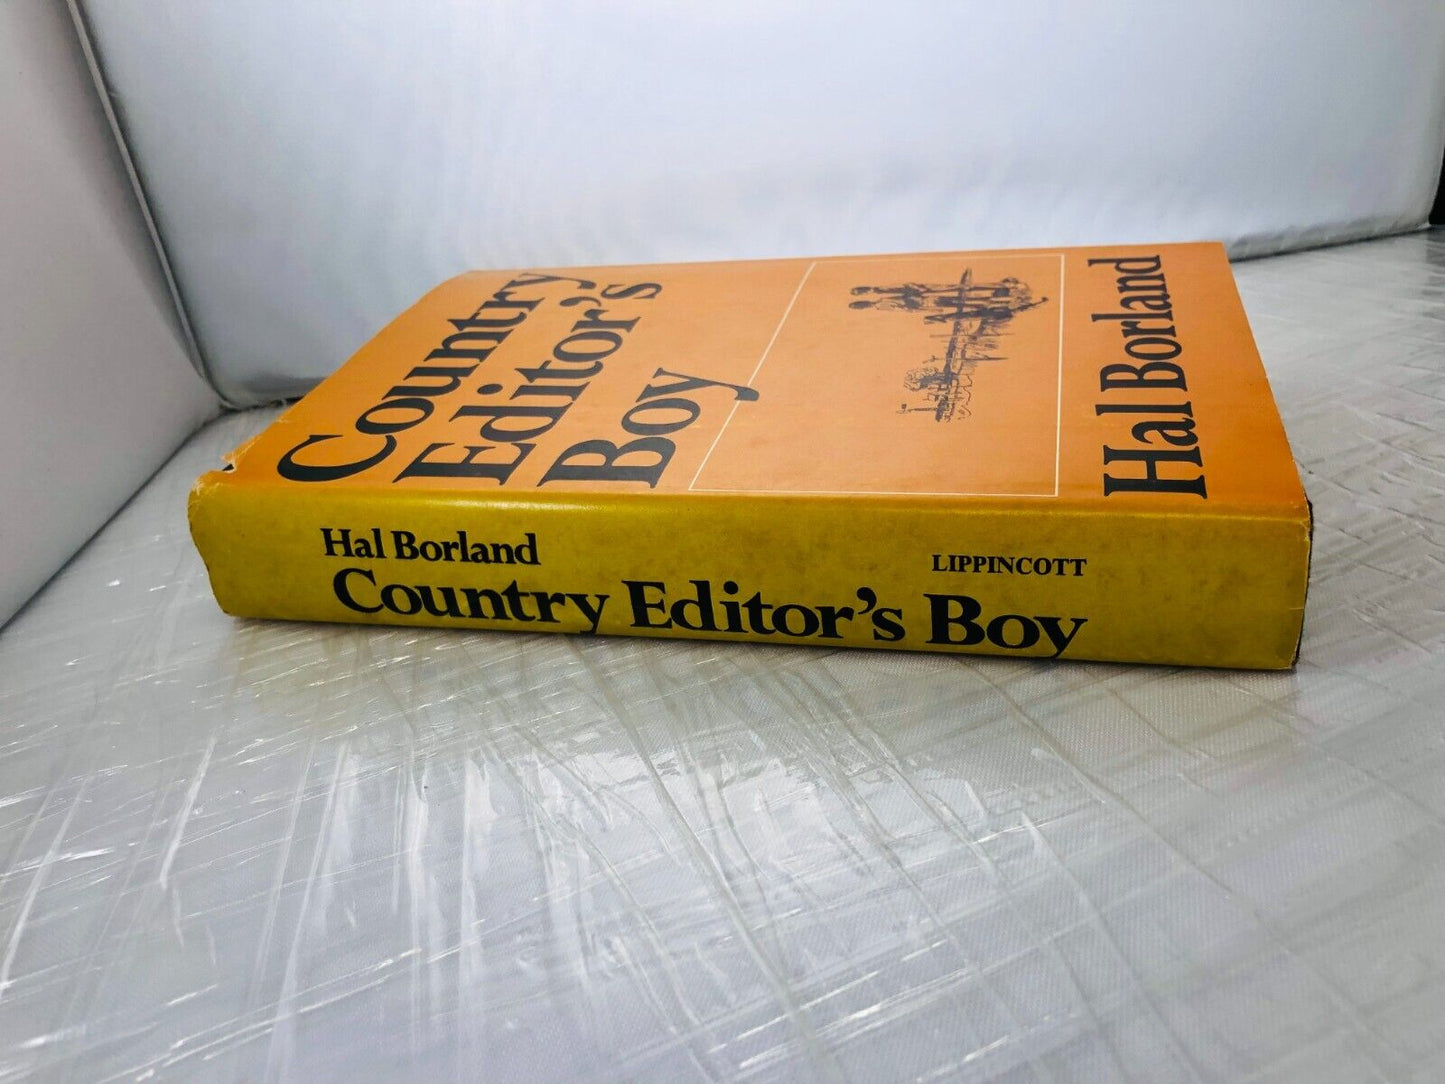 Country
Editor's
Boy
Hal Borland
Hal Borland
Country Editor's Boy
LIPPINCOTT